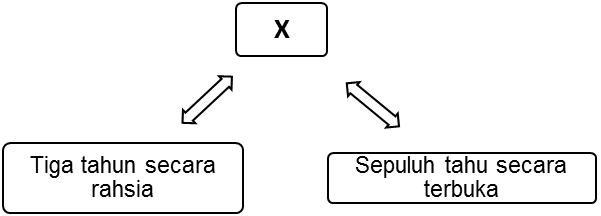 X
Tiga tahun secara
rahsia
Sepuluh tahu secara
terbuka